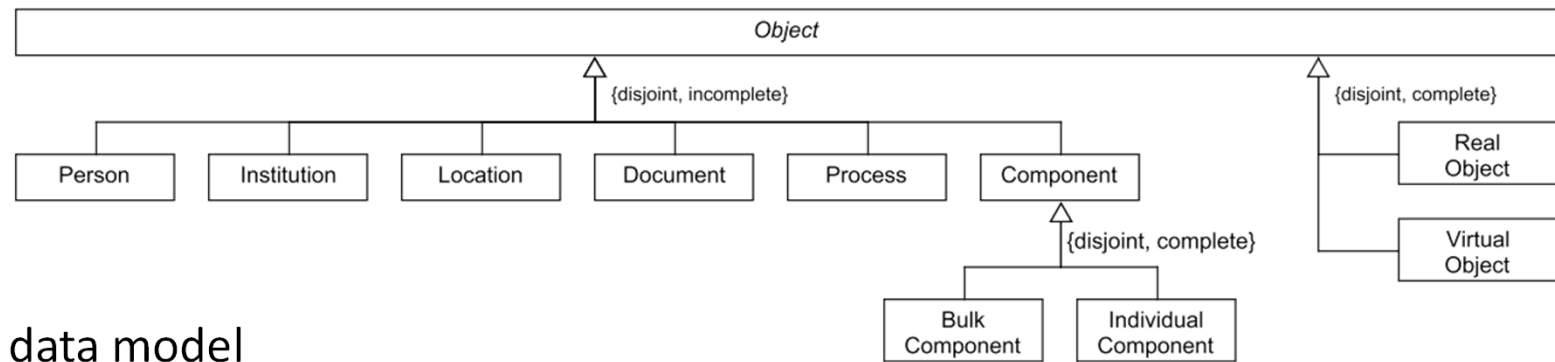 Object
{disjoint, incomplete}
{disjoint, complete}
Person
Institution
Location
Document
Process
Component
Real
Object
{disjoint, complete}
Virtual
Object
Bulk
Component
Individual
Component
data model